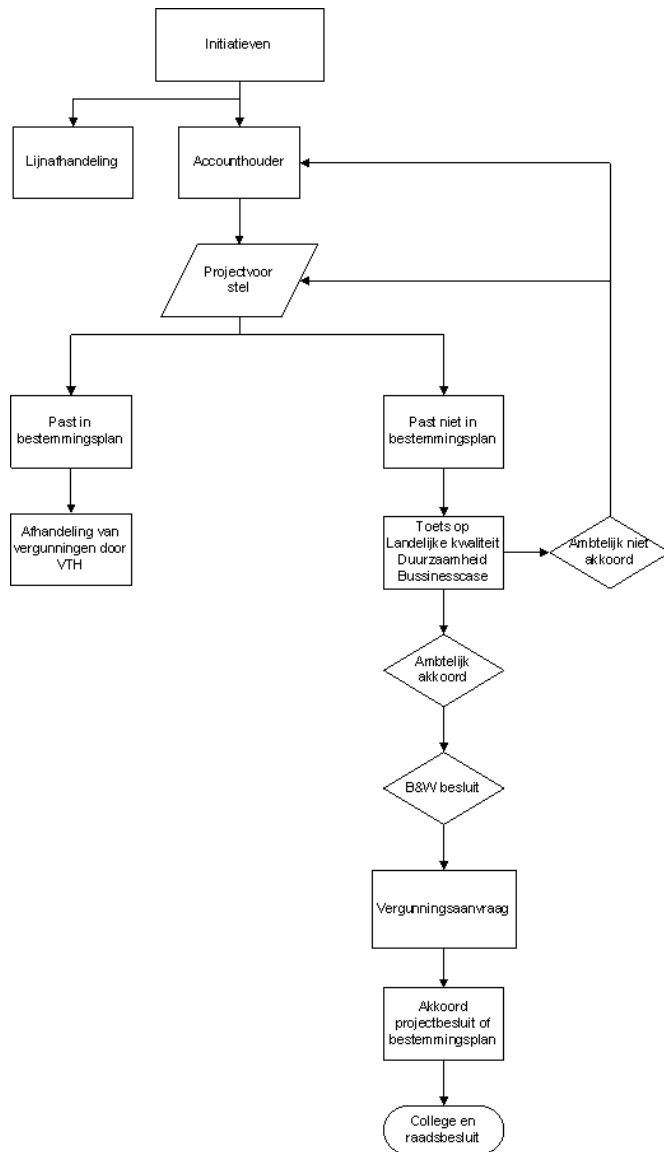 Initiatieven
Lijnafhandeling
Accounthouder
Projectvoor
stel
Past in
bestemmingsplan
Past niet in
bestemmingsplan
Afhandeling van
vergunningen door
VTH
Toets op
Landelijke kwaliteit
Duurzaamheid
Bussinesscase
Ambtelijk niet
akkoord
Ambtelijk
akkoord
B&W besluit
Vergunningsaanvraag
Akkoord
projectbesluit of
bestemmingsplan
College en
raadsbesluit